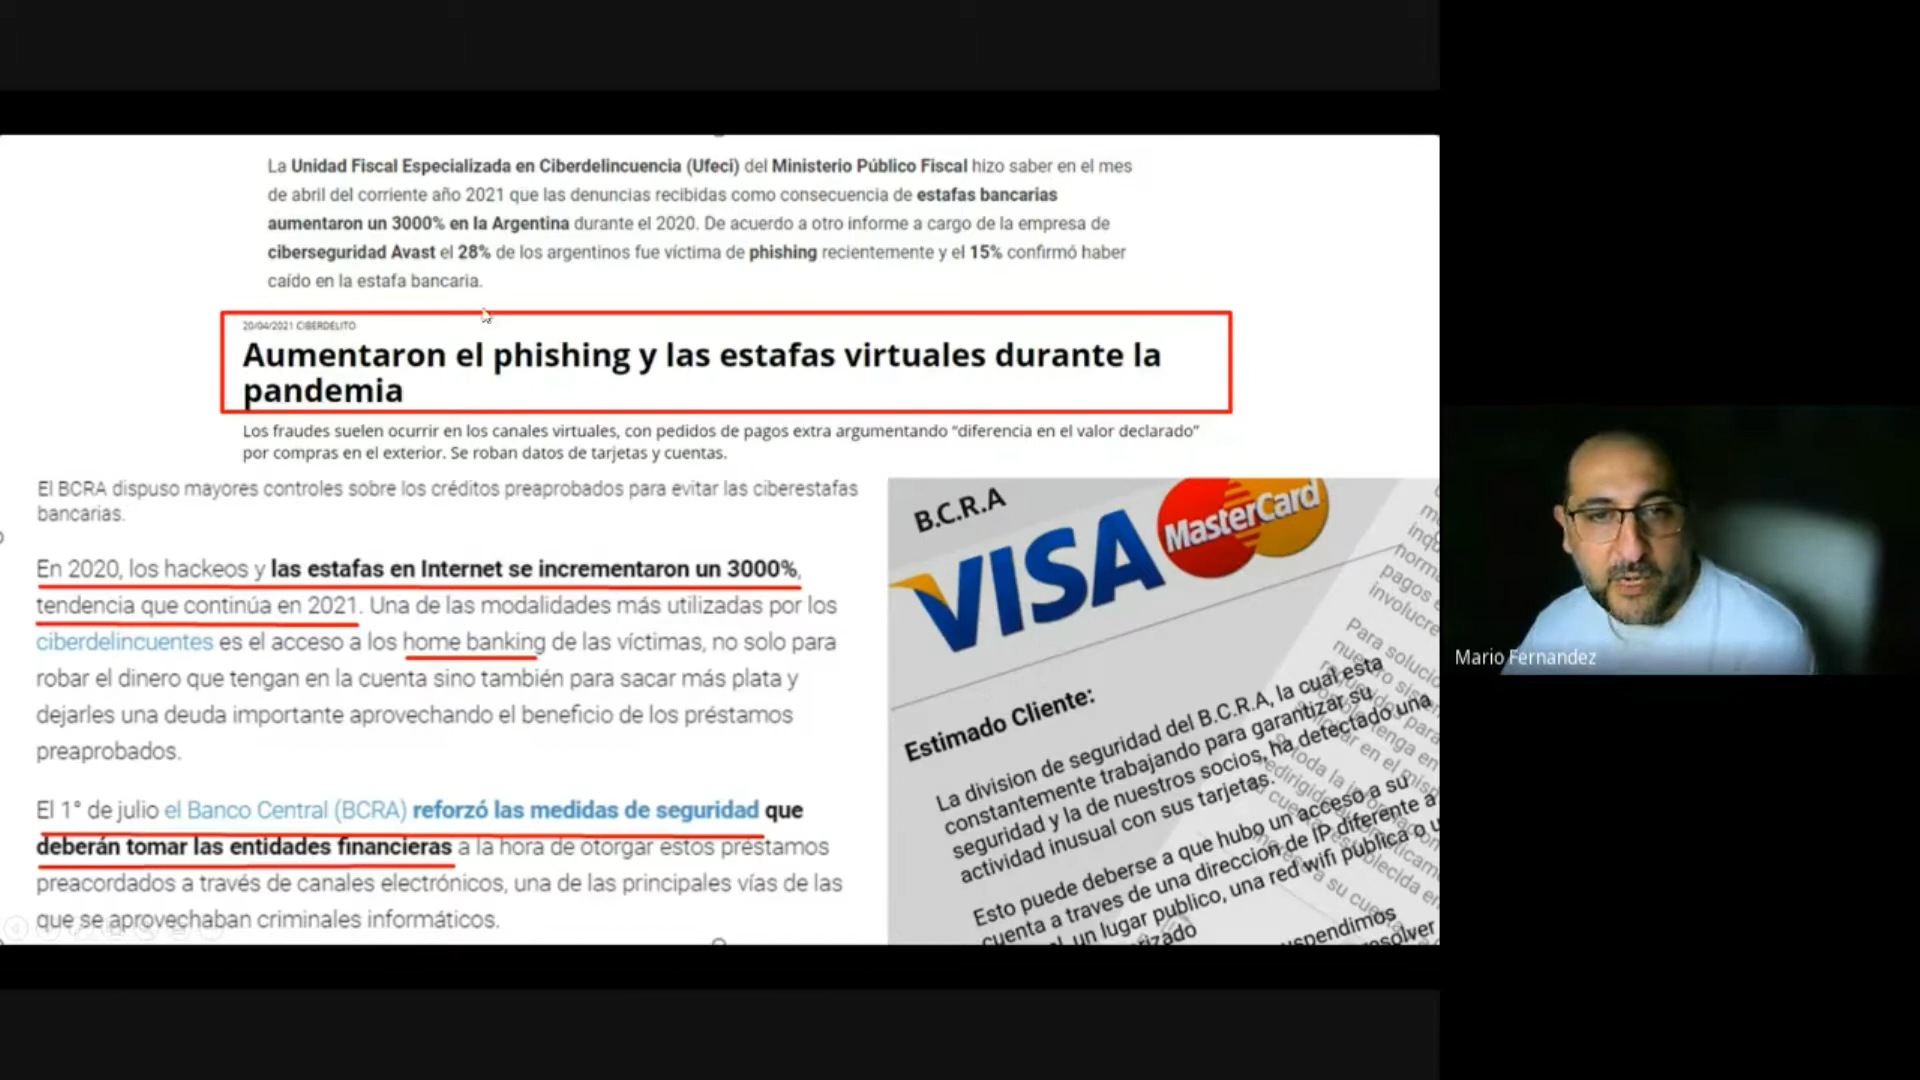 La Unidad Fiscal Especializada en Ciberdelincuencia (Ufeci) del Ministerio Público Fiscal hizo saber en el mes
de abril del corriente año 2021 que las denuncias recibidas como consecuencia de estafas bancarias
aumentaron un 3000% en la Argentina durante el 2020. De acuerdo a otro informe a cargo de la empresa de
ciberseguridad Avast el 28% de los argentinos fue víctima de phishing recientemente y el 15% confirmó haber
caído en la estafa bancaria.
20/04/2021 CIBERDELITO
Aumentaron el phishing y las estafas virtuales durante la
pandemia
Los fraudes suelen ocurrir en los canales virtuales, con pedidos de pagos extra argumentando “diferencia en el valor declarado”
por compras en el exterior. Se roban datos de tarjetas y cuentas.
El BCRA dispuso mayores controles sobre los créditos preaprobados para evitar las ciberestafas
bancarias.
En 2020, los hackeos y las estafas en Internet se incrementaron un 3000%,
tendencia que continúa en 2021. Una de las modalidades más utilizadas por los
ciberdelincuentes es el acceso a los home banking de las víctimas, no solo para
robar el dinero que tengan en la cuenta sino también para sacar más plata y
dejarles una deuda importante aprovechando el beneficio de los préstamos
preaprobados.
El 1° de julio el Banco Central (BCRA) reforzó las medidas de seguridad que
deberán tomar las entidades financieras a la hora de otorgar estos préstamos
preacordados a través de canales electrónicos, una de las principales vías de las
que se aprovechaban criminales informáticos.
B.C.R.A
VISA MasterCard
Estimado Cliente:
La division de seguridad del B.C.R.A, la cual esta
constantemente trabajando para garantizar su
seguridad y la de nuestros socios, ha detectado una
actividad inusual con sus tarjetas.
Esto puede deberse a que hubo un acceso a su
cuenta a traves de una direccion de IP diferente a
un lugar publico, una red wifi publica o
pagos
Para
Mario Fernandez